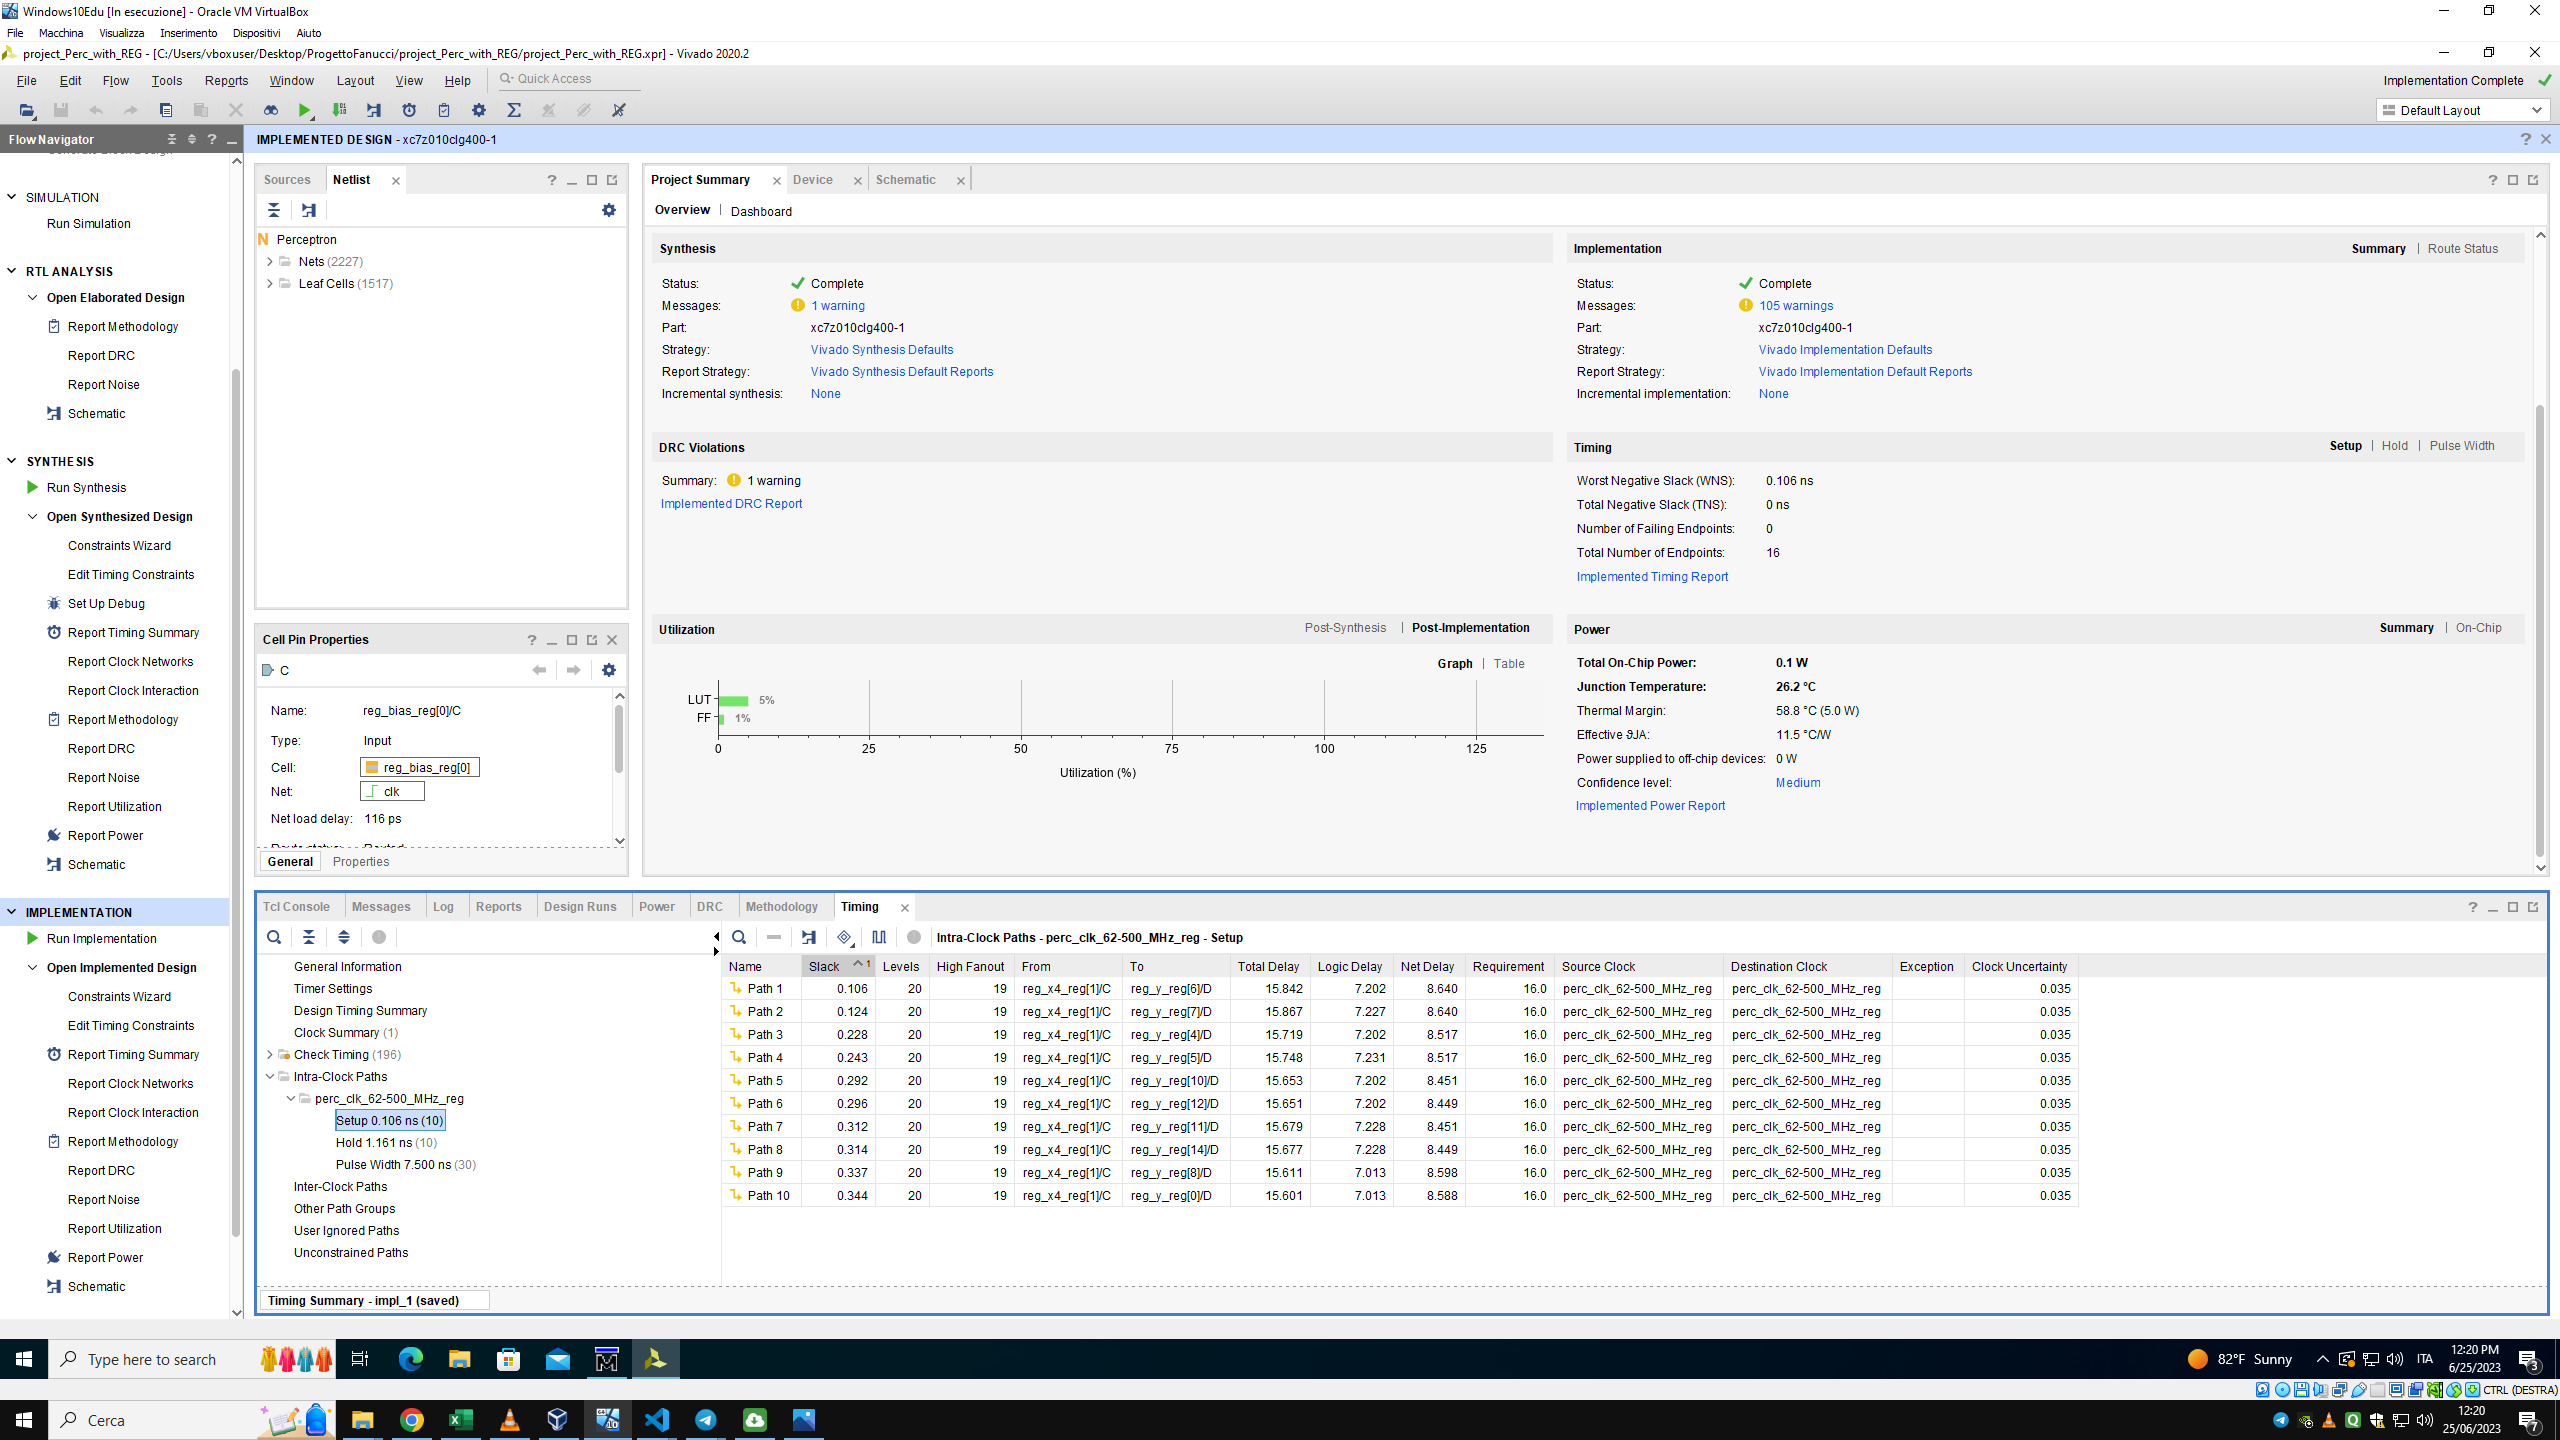 Windows10Edu [In esecuzione] - Oracle VM VirtualBox
File Macchina Visualizza Inserimento Dispositivi Aiuto
project_Perc_with_REG - [C:/Users/vboxuser/Desktop/ProgettoFanucci/project_Perc_with_REG/project_Perc_with_REG.xpr] - Vivado 2020.2
File Edit Flow Tools Reports Window Layout View Help Quick Access
Implementation Complete
Default Layout
Flow Navigator
IMPLEMENTED DESIGN - xc7z010clg400-1
SIMULATION
Run Simulation
RTL ANALYSIS
Open Elaborated Design
Report Methodology
Report DRC
Report Noise
Schematic
SYNTHESIS
Run Synthesis
Open Synthesized Design
Constraints Wizard
Edit Timing Constraints
Set Up Debug
Report Timing Summary
Report Clock Networks
Report Clock Interaction
Report Methodology
Report DRC
Report Noise
Report Utilization
Report Power
Schematic
IMPLEMENTATION
Run Implementation
Open Implemented Design
Constraints Wizard
Edit Timing Constraints
Report Timing Summary
Report Clock Networks
Report Clock Interaction
Report Methodology
Report DRC
Report Noise
Report Utilization
Report Power
Schematic
Sources Netlist
Perceptron
Nets (2227)
Leaf Cells (1517)
Cell Pin Properties
C
Name: reg_bias_reg[0]/C
Type: Input
Cell: reg_bias_reg[0]
Net: clk
Net load delay: 116 ps
General Properties
Project Summary Device Schematic
Overview Dashboard
Synthesis
Status: Complete
Messages: 1 warning
Part: xc7z010clg400-1
Strategy: Vivado Synthesis Defaults
Report Strategy: Vivado Synthesis Default Reports
Incremental synthesis: None
Implementation Summary Route Status
Status: Complete
Messages: 105 warnings
Part: xc7z010clg400-1
Strategy: Vivado Implementation Defaults
Report Strategy: Vivado Implementation Default Reports
Incremental implementation: None
DRC Violations
Summary: 1 warning
Implemented DRC Report
Timing Setup Hold Pulse Width
Worst Negative Slack (WNS): 0.106 ns
Total Negative Slack (TNS): 0 ns
Number of Failing Endpoints: 0
Total Number of Endpoints: 16
Implemented Timing Report
Utilization Post-Synthesis Post-Implementation
Graph Table
LUT 5%
FF 1%
0 25 50 75 100 125
Utilization (%)
Power Summary On-Chip
Total On-Chip Power: 0.1 W
Junction Temperature: 26.2 °C
Thermal Margin: 58.8 °C (5.0 W)
Effective ϑJA: 11.5 °C/W
Power supplied to off-chip devices: 0 W
Confidence level: Medium
Implemented Power Report
Tcl Console Messages Log Reports Design Runs Power DRC Methodology Timing
General Information
Timer Settings
Design Timing Summary
Clock Summary (1)
Check Timing (196)
Intra-Clock Paths
perc_clk_62-500_MHz_reg
Setup 0.106 ns (10)
Hold 1.161 ns (10)
Pulse Width 7.500 ns (30)
Inter-Clock Paths
Other Path Groups
User Ignored Paths
Unconstrained Paths
Intra-Clock Paths - perc_clk_62-500_MHz_reg - Setup
Name Slack 1 Levels High Fanout From To Total Delay Logic Delay Net Delay Requirement Source Clock Destination Clock Exception Clock Uncertainty
Path 1 0.106 20 19 reg_x4_reg[1]/C reg_y_reg[6]/D 15.842 7.202 8.640 16.0 perc_clk_62-500_MHz_reg perc_clk_62-500_MHz_reg 0.035
Path 2 0.124 20 19 reg_x4_reg[1]/C reg_y_reg[7]/D 15.867 7.227 8.640 16.0 perc_clk_62-500_MHz_reg perc_clk_62-500_MHz_reg 0.035
Path 3 0.228 20 19 reg_x4_reg[1]/C reg_y_reg[4]/D 15.719 7.202 8.517 16.0 perc_clk_62-500_MHz_reg perc_clk_62-500_MHz_reg 0.035
Path 4 0.243 20 19 reg_x4_reg[1]/C reg_y_reg[5]/D 15.748 7.231 8.517 16.0 perc_clk_62-500_MHz_reg perc_clk_62-500_MHz_reg 0.035
Path 5 0.292 20 19 reg_x4_reg[1]/C reg_y_reg[10]/D 15.653 7.202 8.451 16.0 perc_clk_62-500_MHz_reg perc_clk_62-500_MHz_reg 0.035
Path 6 0.296 20 19 reg_x4_reg[1]/C reg_y_reg[12]/D 15.651 7.202 8.449 16.0 perc_clk_62-500_MHz_reg perc_clk_62-500_MHz_reg 0.035
Path 7 0.312 20 19 reg_x4_reg[1]/C reg_y_reg[11]/D 15.679 7.228 8.451 16.0 perc_clk_62-500_MHz_reg perc_clk_62-500_MHz_reg 0.035
Path 8 0.314 20 19 reg_x4_reg[1]/C reg_y_reg[14]/D 15.677 7.228 8.449 16.0 perc_clk_62-500_MHz_reg perc_clk_62-500_MHz_reg 0.035
Path 9 0.337 20 19 reg_x4_reg[1]/C reg_y_reg[8]/D 15.611 7.013 8.598 16.0 perc_clk_62-500_MHz_reg perc_clk_62-500_MHz_reg 0.035
Path 10 0.344 20 19 reg_x4_reg[1]/C reg_y_reg[0]/D 15.601 7.013 8.588 16.0 perc_clk_62-500_MHz_reg perc_clk_62-500_MHz_reg 0.035
Timing Summary - impl_1 (saved)
Type here to search
82°F Sunny ITA 12:20 PM
6/25/2023
3
CTRL (DESTRA)
Cerca
12:20
25/06/2023
7